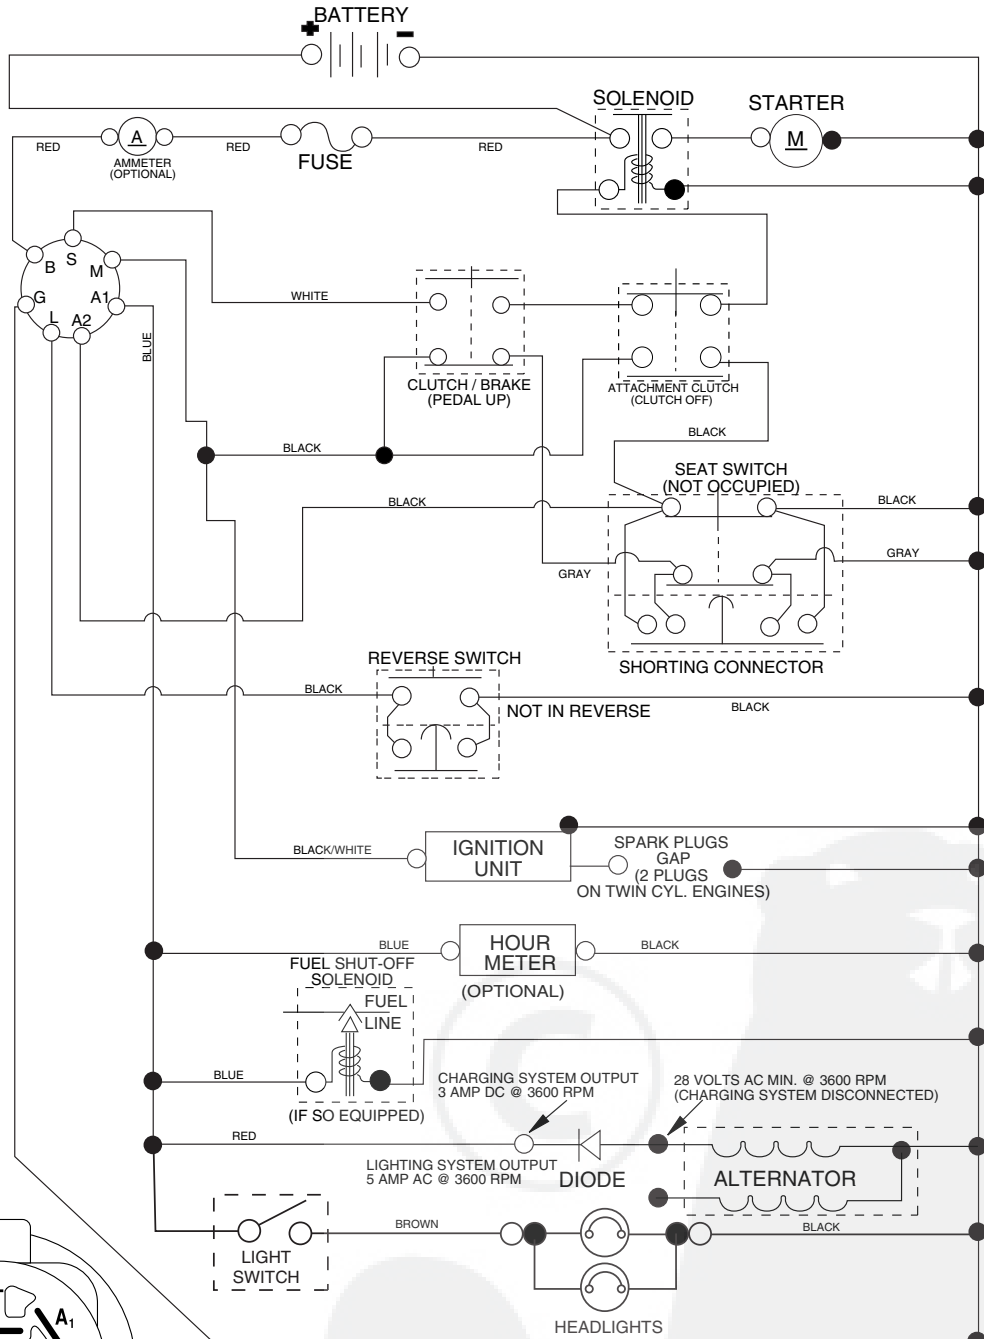 BATTERY
SOLENOID
STARTER
A
M
RED
RED
RED
AMMETER
(OPTIONAL)
FUSE
B
S
M
G
A1
L
A2
WHITE
BLUE
CLUTCH / BRAKE
(PEDAL UP)
ATTACHMENT CLUTCH
(CLUTCH OFF)
BLACK
BLACK
SEAT SWITCH
(NOT OCCUPIED)
BLACK
BLACK
GRAY
GRAY
REVERSE SWITCH
SHORTING CONNECTOR
BLACK
NOT IN REVERSE
BLACK
BLACK/WHITE
IGNITION
UNIT
SPARK PLUGS
GAP
(2 PLUGS
ON TWIN CYL. ENGINES)
BLUE
HOUR
METER
BLACK
(OPTIONAL)
FUEL SHUT-OFF
SOLENOID
FUEL
LINE
BLUE
(IF SO EQUIPPED)
CHARGING SYSTEM OUTPUT
3 AMP DC @ 3600 RPM
28 VOLTS AC MIN. @ 3600 RPM
(CHARGING SYSTEM DISCONNECTED)
RED
LIGHTING SYSTEM OUTPUT
5 AMP AC @ 3600 RPM
DIODE
ALTERNATOR
BROWN
BLACK
LIGHT
SWITCH
HEADLIGHTS
A1
©